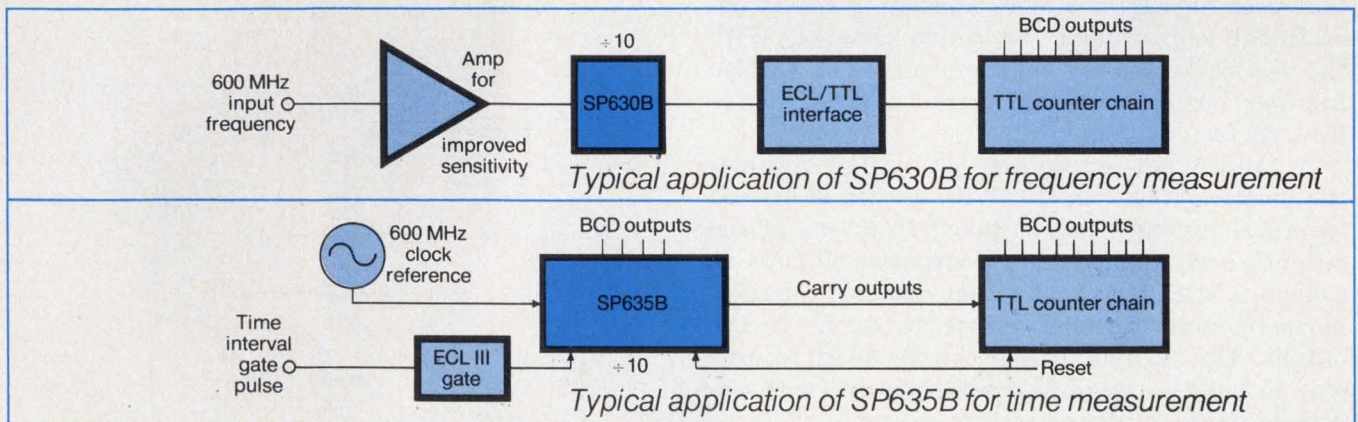 600 MHz
input
frequency
Amp
for
improved
sensitivity
÷10
SP630B
ECL/TTL
interface
BCD outputs
TTL counter chain
Typical application of SP630B for frequency measurement
600 MHz
clock
reference
Time
interval
gate
pulse
ECL III
gate
BCD outputs
SP635B
÷10
Carry outputs
BCD outputs
TTL counter chain
Reset
Typical application of SP635B for time measurement